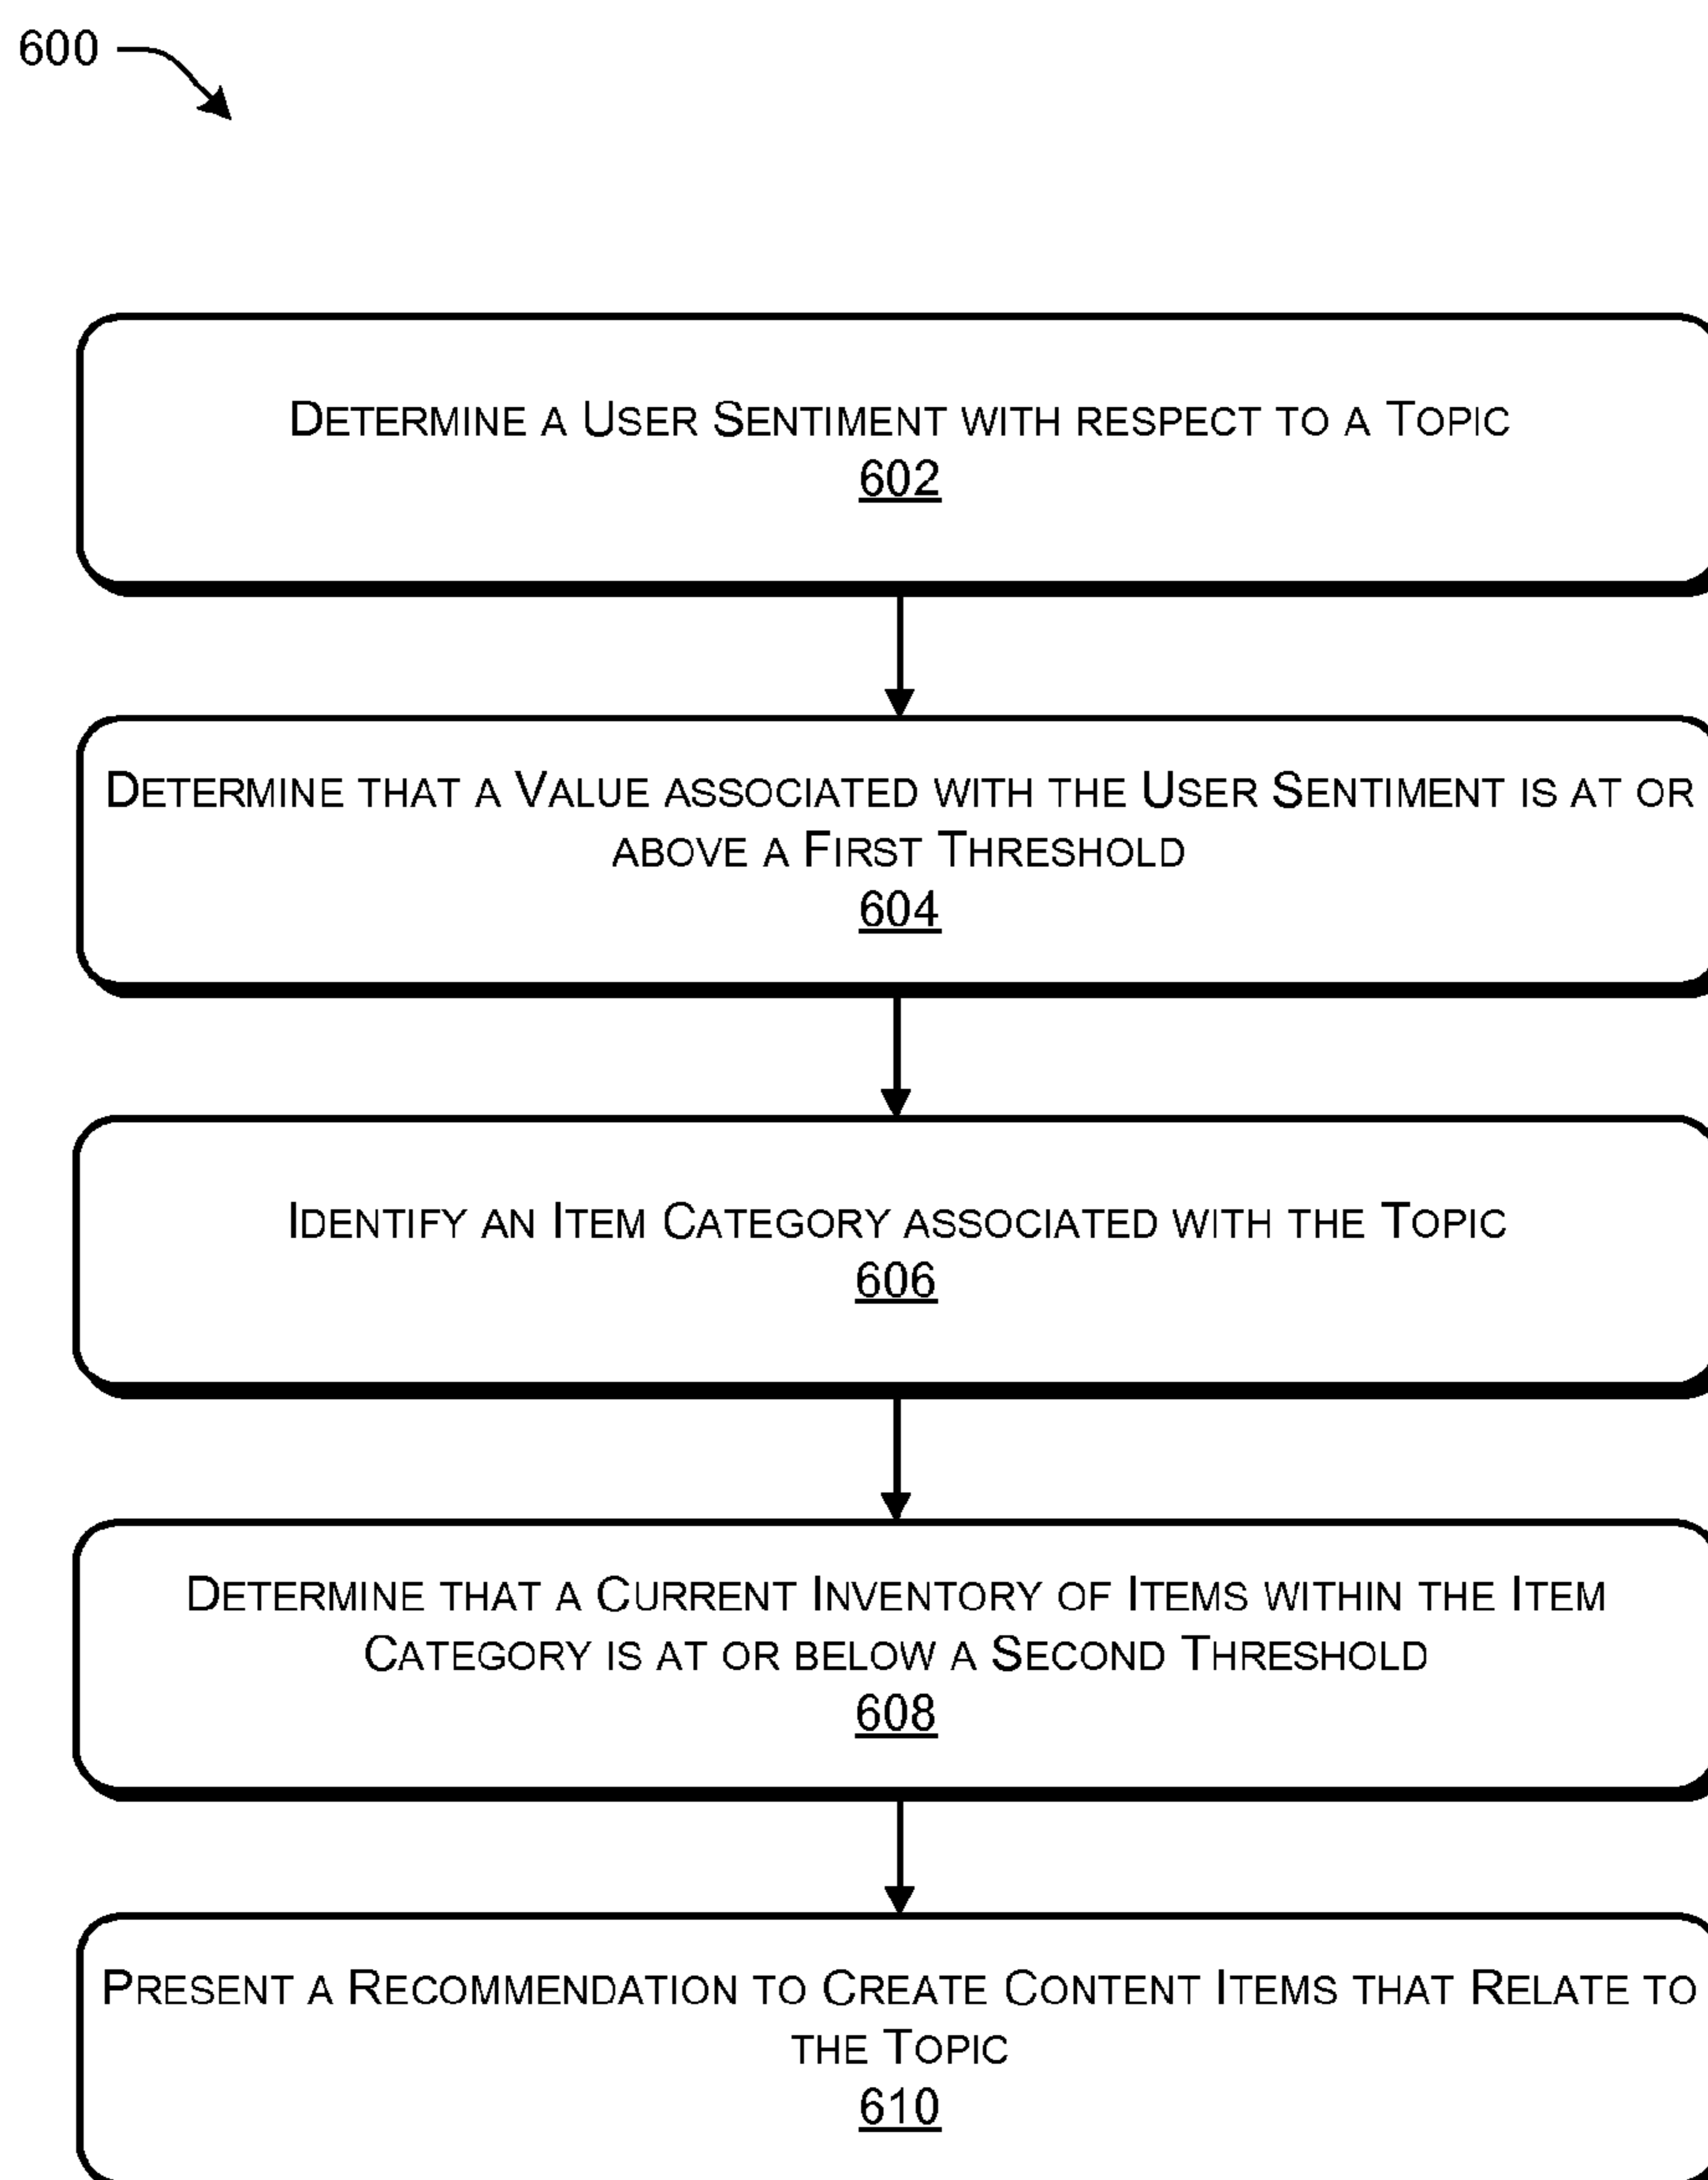 600
Determine a User Sentiment with respect to a Topic
602
Determine that a Value associated with the User Sentiment is at or
above a First Threshold
604
Identify an Item Category associated with the Topic
606
Determine that a Current Inventory of Items within the Item
Category is at or below a Second Threshold
608
Present a Recommendation to Create Content Items that Relate to
the Topic
610